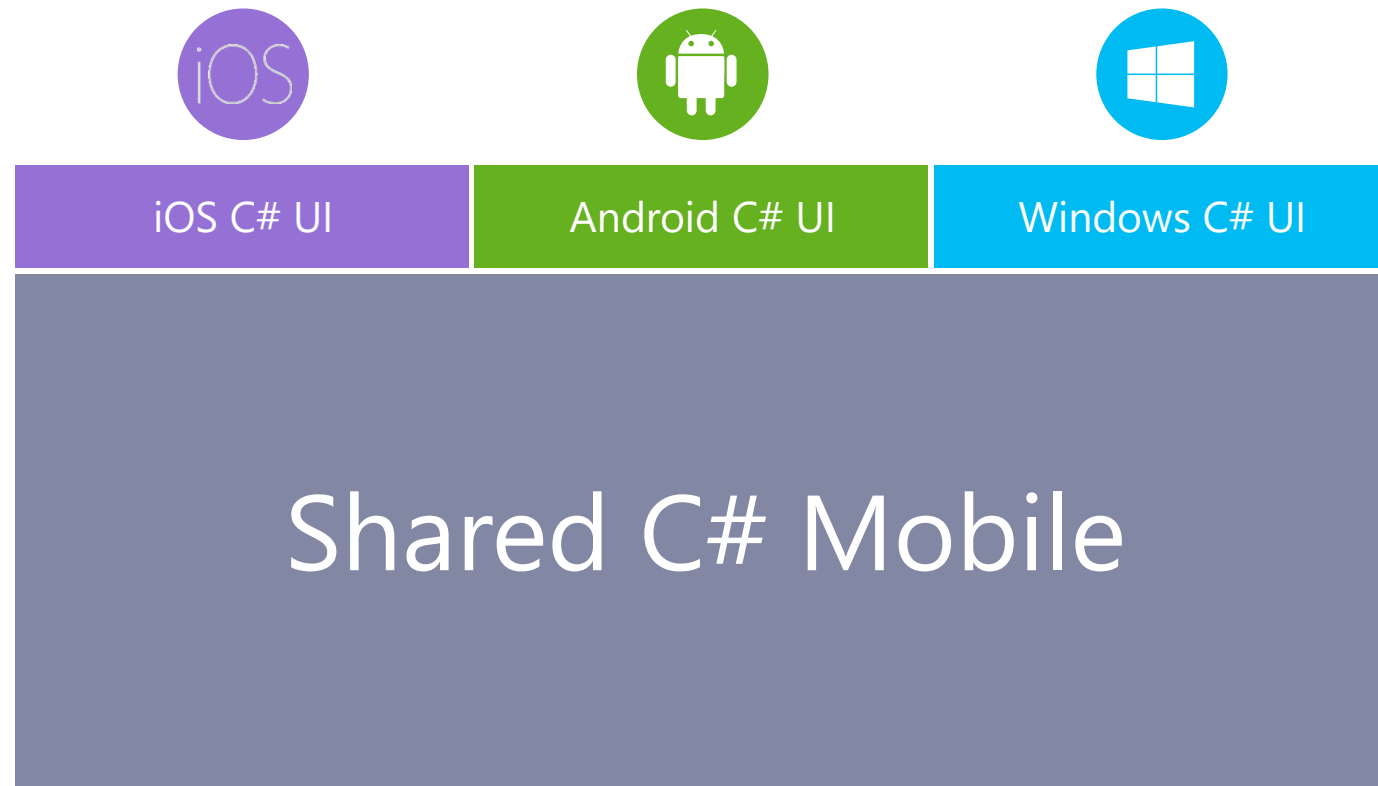 iOS
iOS C# UI
Android C# UI
Windows C# UI
Shared C# Mobile